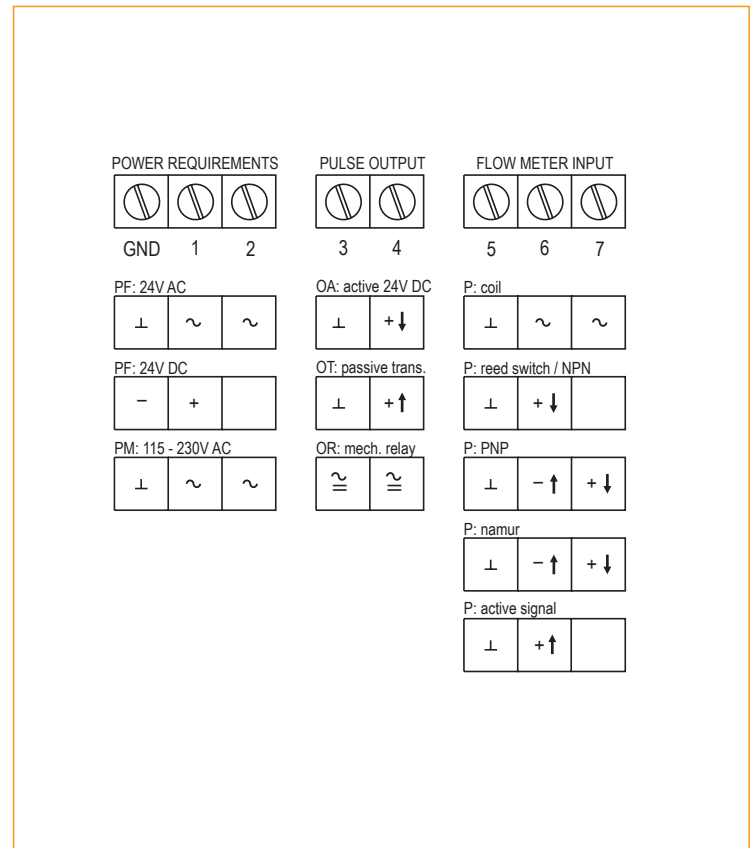 POWER REQUIREMENTS PULSE OUTPUT FLOW METER INPUT
GND 1 2 3 4 5 6 7
PF: 24V AC OA: active 24V DC P: coil
⊥ ~ ~ ⊥ +↓ ⊥ ~ ~
PF: 24V DC OT: passive trans. P: reed switch / NPN
− + ⊥ +↑ ⊥ +↓
PM: 115 - 230V AC OR: mech. relay P: PNP
⊥ ~ ~ ≅ ≅ ⊥ −↑ +↓
P: namur
⊥ −↑ +↓
P: active signal
⊥ +↑